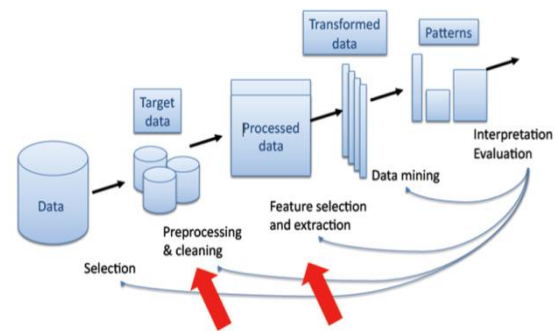 Transformed
data
Patterns
Target
data
Processed
data
Data
Interpretation
Evaluation
Data mining
Feature selection
and extraction
Preprocessing
& cleaning
Selection